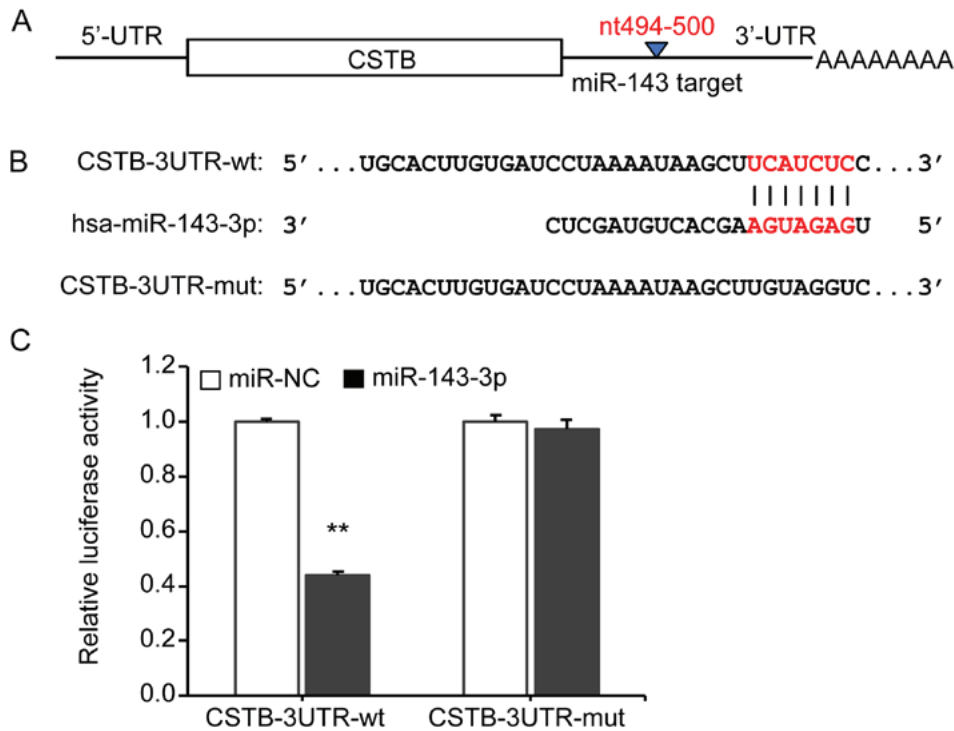 A
5′-UTR
CSTB
nt494-500
3′-UTR
miR-143 target
AAAAAAAA
B
CSTB-3UTR-wt: 5′ ...UGCACUUGUGAUCCUAAAAUAAGCUUCAUCUCC...3′
hsa-miR-143-3p: 3′ CUCGAUGUCACGAAGUAGAGU 5′
CSTB-3UTR-mut: 5′ ...UGCACUUGUGAUCCUAAAAUAAGCUUGUAGGUC...3′
C
Relative luciferase activity
miR-NC miR-143-3p
1.2
1.0
0.8
0.6
0.4
0.2
0.0
**
CSTB-3UTR-wt CSTB-3UTR-mut